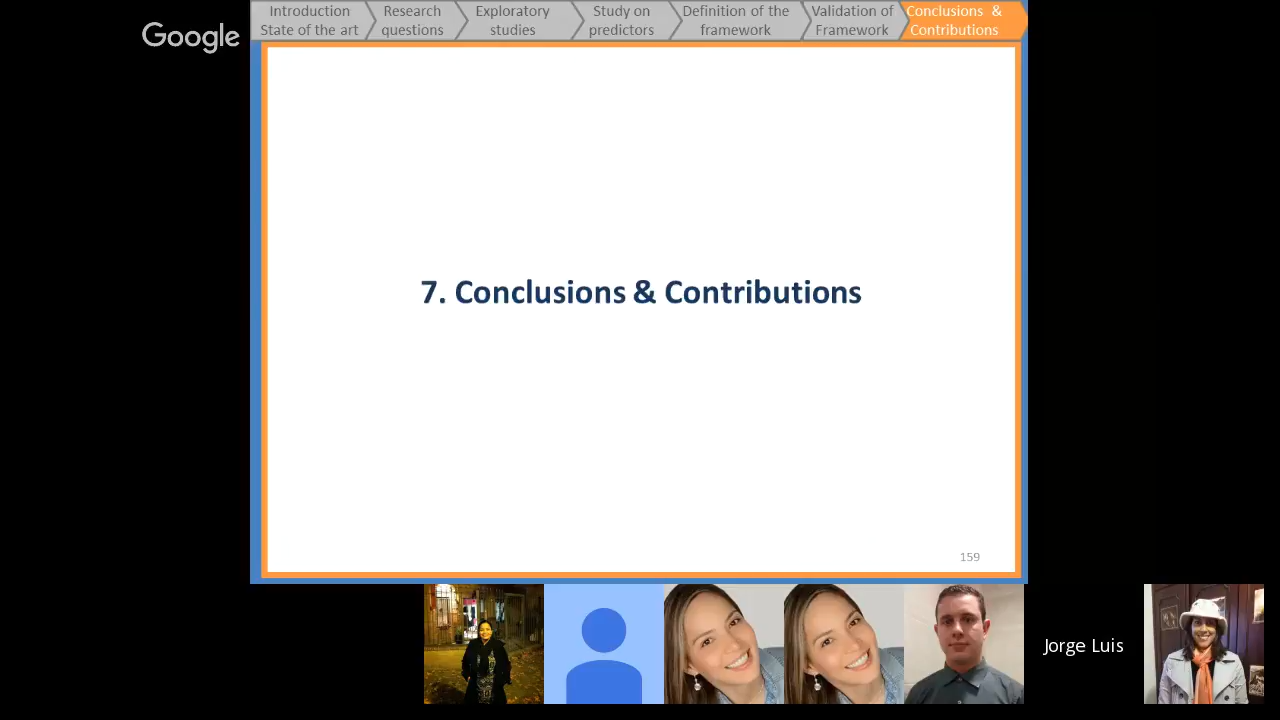 Google
Introduction
State of the art
Research
questions
Exploratory
studies
Study on
predictors
Definition of the
framework
Validation of
Framework
Conclusions &
Contributions
7. Conclusions & Contributions
159
Jorge Luis